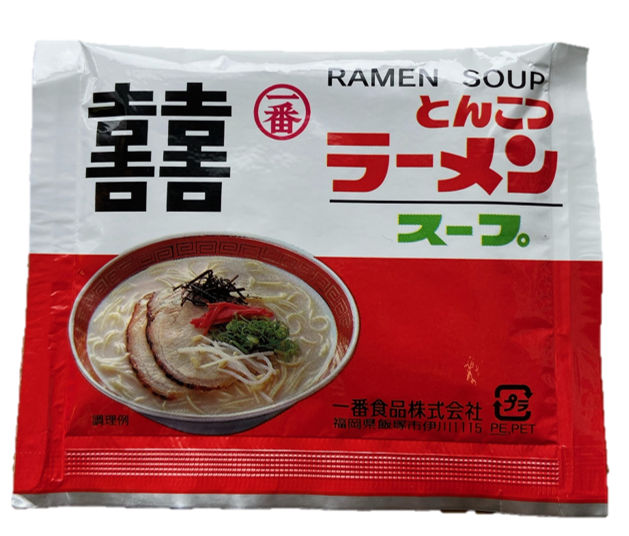 囍
一番
RAMEN SOUP
とんこつ
ラーメン
スープ。
調理例
一番食品株式会社
プラ
福岡県飯塚市伊川1115 PE,PET